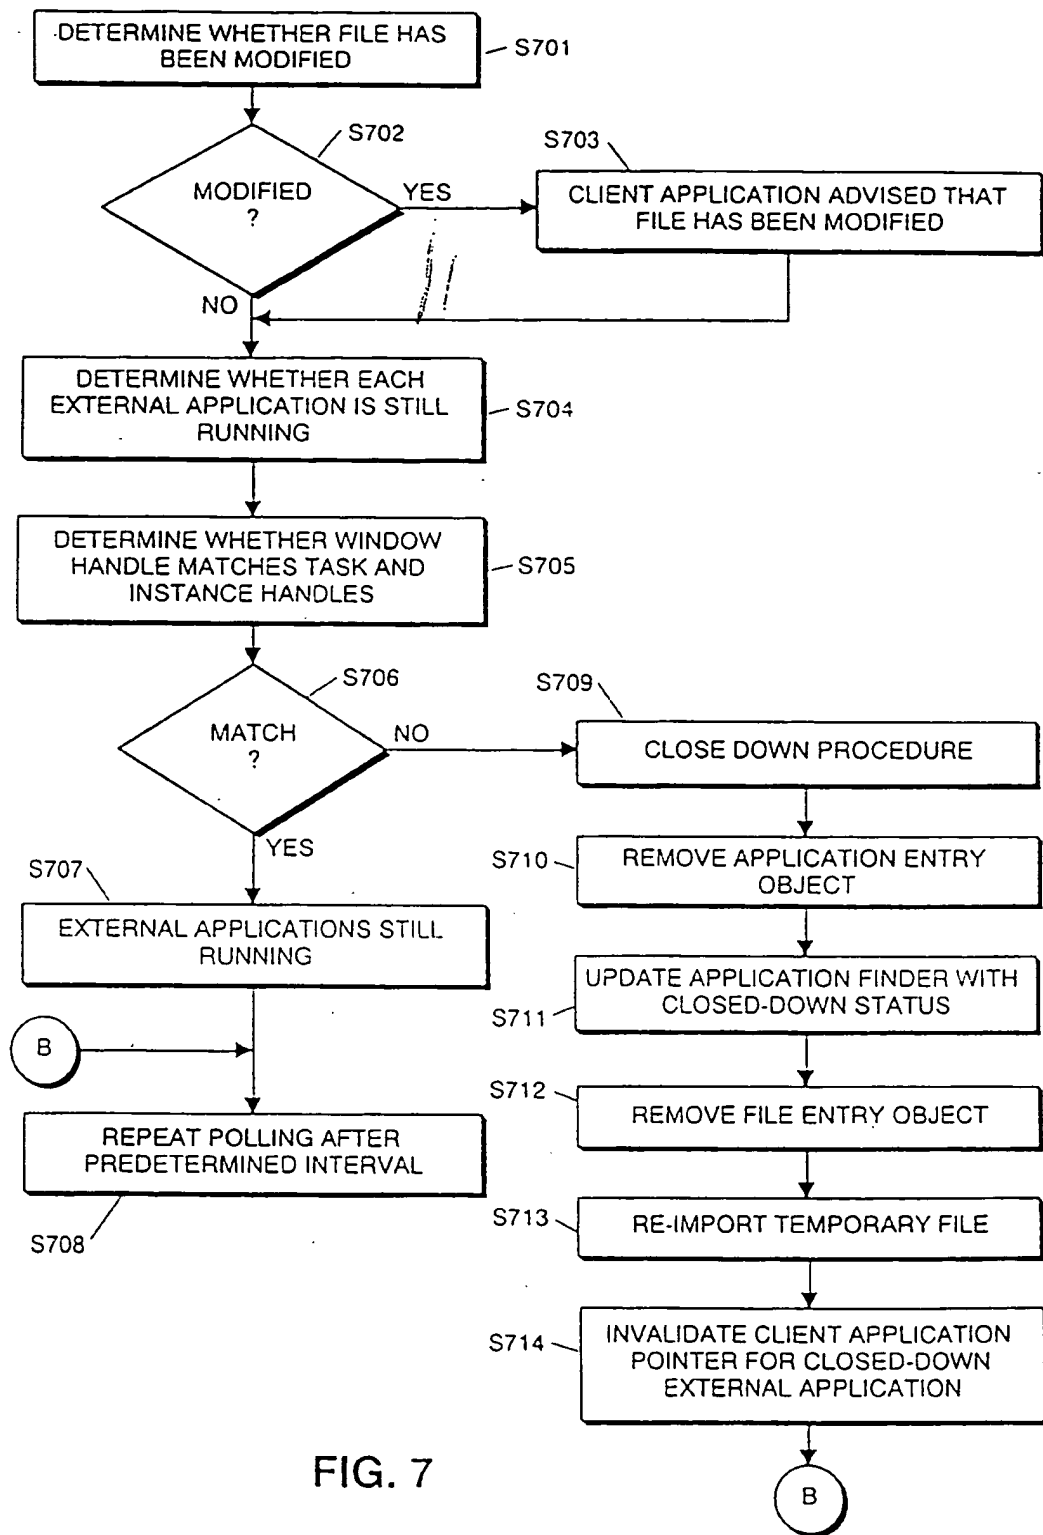 DETERMINE WHETHER FILE HAS
BEEN MODIFIED
S701
S702
MODIFIED
?
YES
NO
S703
CLIENT APPLICATION ADVISED THAT
FILE HAS BEEN MODIFIED
DETERMINE WHETHER EACH
EXTERNAL APPLICATION IS STILL
RUNNING
S704
DETERMINE WHETHER WINDOW
HANDLE MATCHES TASK AND
INSTANCE HANDLES
S705
S706
MATCH
?
NO
YES
S707
EXTERNAL APPLICATIONS STILL
RUNNING
B
REPEAT POLLING AFTER
PREDETERMINED INTERVAL
S708
S709
CLOSE DOWN PROCEDURE
S710
REMOVE APPLICATION ENTRY
OBJECT
S711
UPDATE APPLICATION FINDER WITH
CLOSED-DOWN STATUS
S712
REMOVE FILE ENTRY OBJECT
S713
RE-IMPORT TEMPORARY FILE
S714
INVALIDATE CLIENT APPLICATION
POINTER FOR CLOSED-DOWN
EXTERNAL APPLICATION
B
FIG. 7